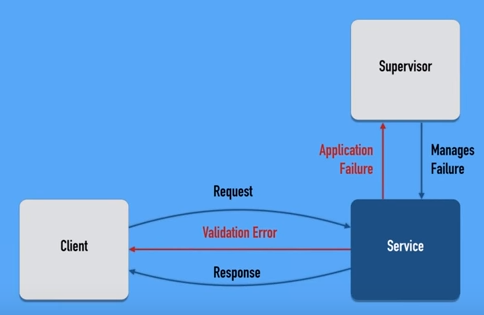 Supervisor
Application
Failure
Manages
Failure
Request
Client
Validation Error
Service
Response